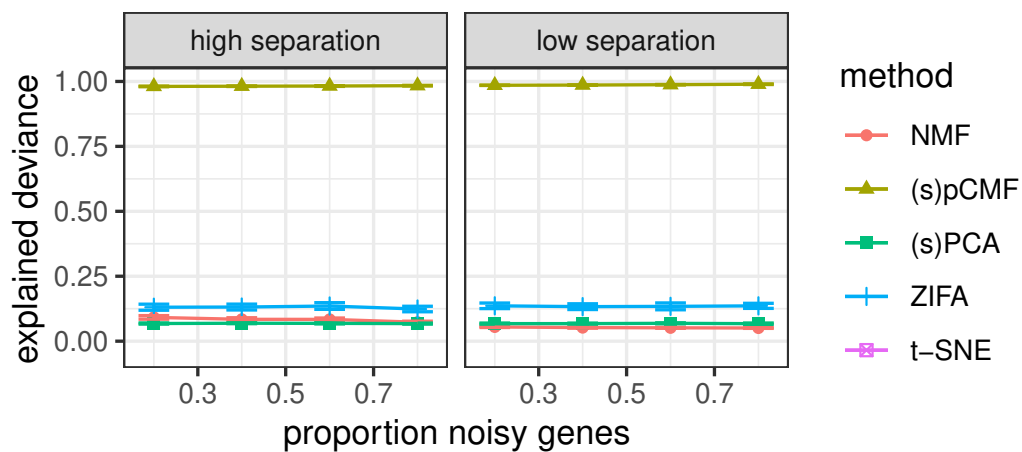 high separation
low separation
explained deviance
1.00
0.75
0.50
0.25
0.00
0.3
0.5
0.7
0.3
0.5
0.7
proportion noisy genes
method
NMF
(s)pCMF
(s)PCA
ZIFA
t−SNE